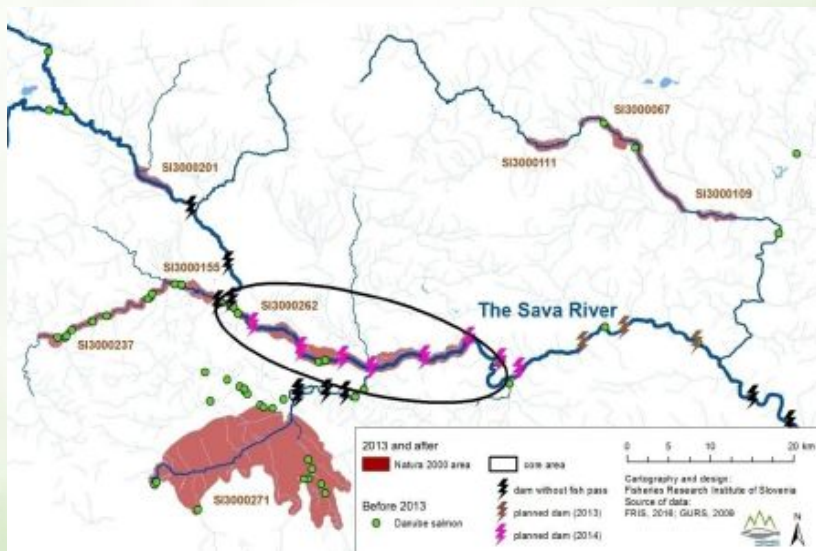 SI3000067
SI3000111
SI3000201
SI3000109
SI3000155
SI3000262
The Sava River
SI3000237
SI3000271
2013 and after
Natura 2000 area
Before 2013
Danube salmon
core area
dam without fish pass
planned dam (2013)
planned dam (2014)
0 5 10 20 km
Cartography and design:
Fisheries Research Institute of Slovenia
Source of data:
FRIS, 2016; GURS, 2009
N